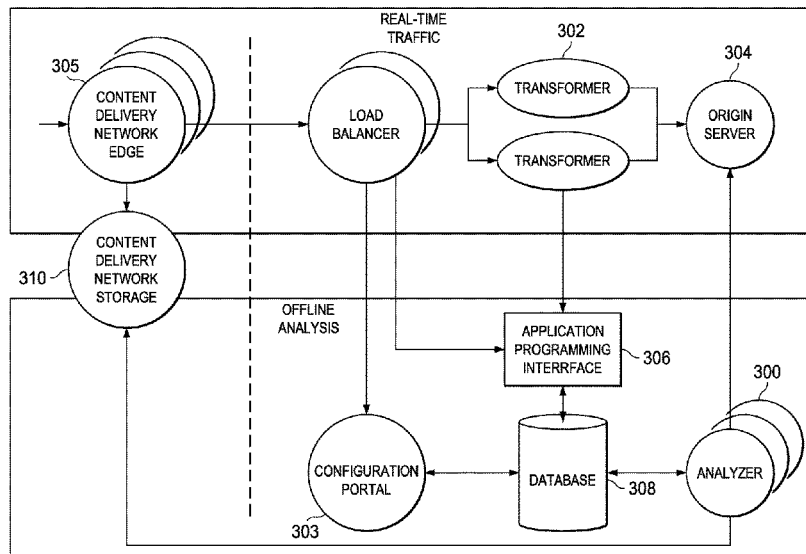 REAL-TIME
TRAFFIC
305
CONTENT
DELIVERY
NETWORK
EDGE
LOAD
BALANCER
302
TRANSFORMER
TRANSFORMER
304
ORIGIN
SERVER
310
CONTENT
DELIVERY
NETWORK
STORAGE
OFFLINE
ANALYSIS
APPLICATION
PROGRAMMING
INTERRFACE
306
CONFIGURATION
PORTAL
303
DATABASE
308
300
ANALYZER